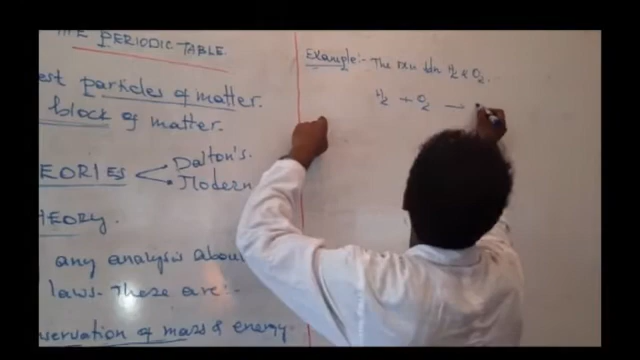 THE PERIODIC TABLE.
est particles of matter.
block of matter.
EORIES
Dalton's.
Modern
HEORY.
any analysis about
laws. These are:-
servation of mass & energy.
Example:- The rxn btn H2 & O2.
H2 + O2 →